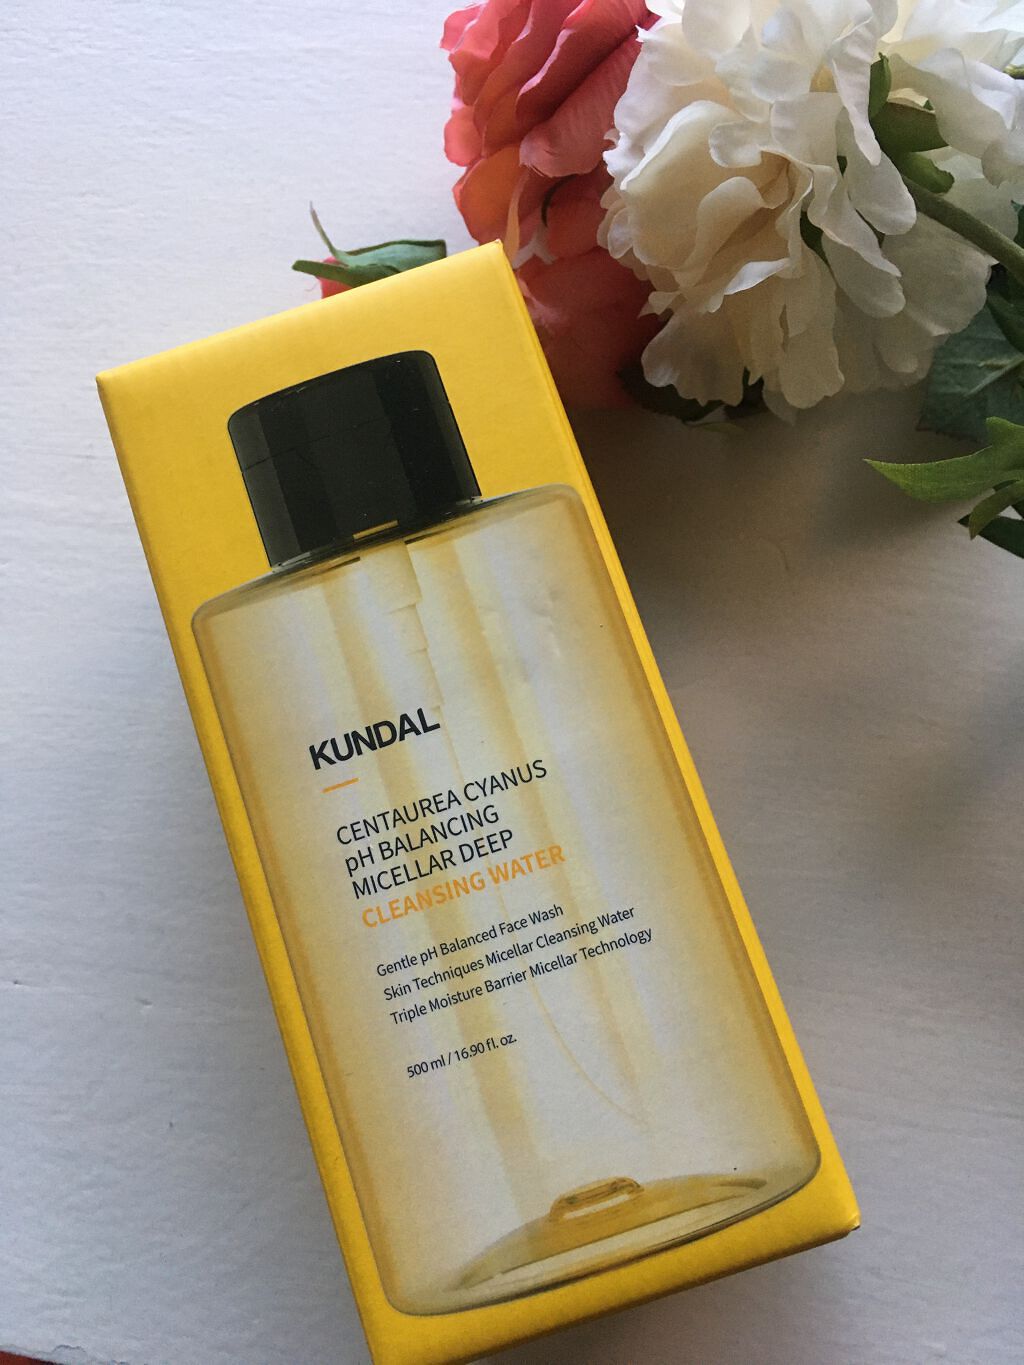 KUNDAL
CENTAUREA CYANUS
pH BALANCING
MICELLAR DEEP
CLEANSING WATER
Gentle pH Balanced Face Wash
Skin Techniques Micellar Cleansing Water
Triple Moisture Barrier Micellar Technology
500 ml / 16.90 fl. oz.